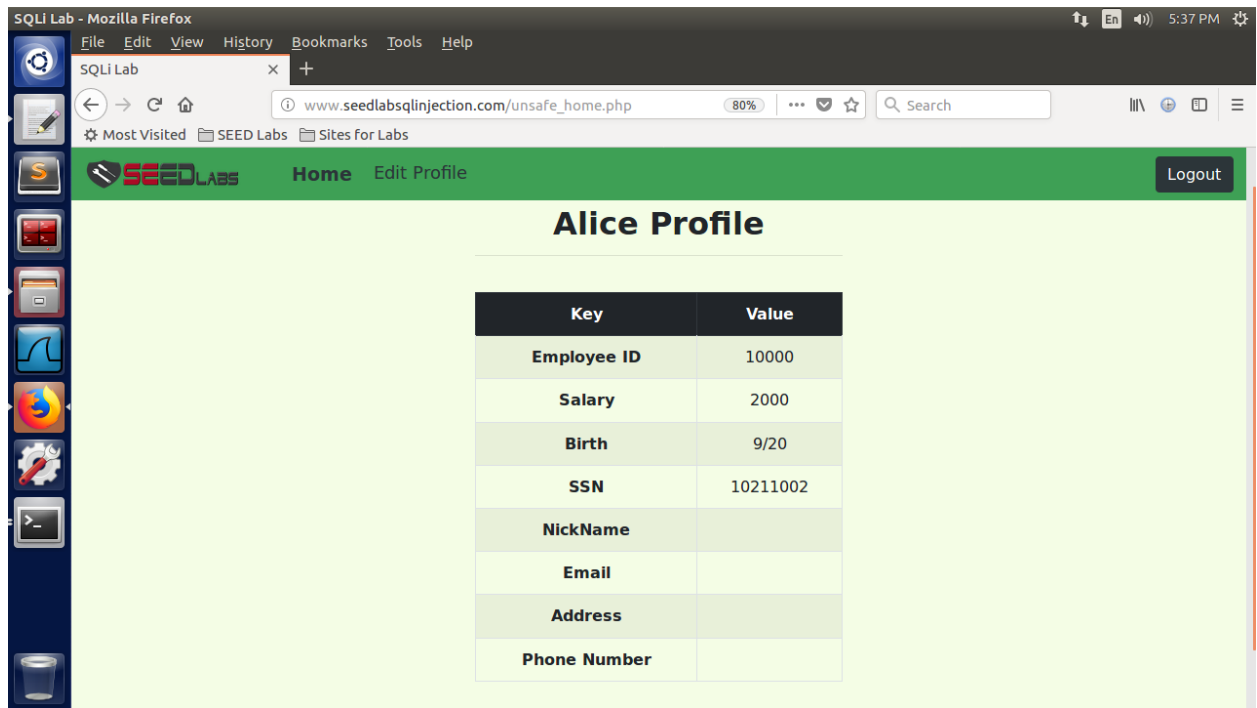 SQLi Lab - Mozilla Firefox En 5:37 PM
File Edit View History Bookmarks Tools Help
SQLi Lab
www.seedlabsqlinjection.com/unsafe_home.php 80% Search
Most Visited SEED Labs Sites for Labs
SEEDLABS Home Edit Profile Logout
Alice Profile
Key Value
Employee ID 10000
Salary 2000
Birth 9/20
SSN 10211002
NickName
Email
Address
Phone Number